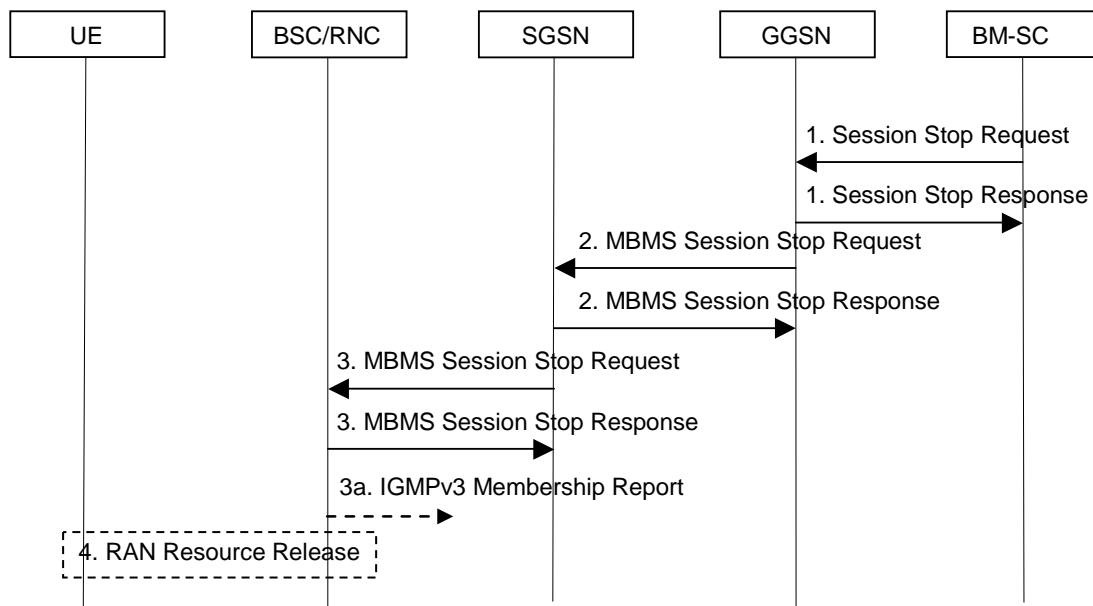 UE
BSC/RNC
SGSN
GGSN
BM-SC
1. Session Stop Request
1. Session Stop Response
2. MBMS Session Stop Request
2. MBMS Session Stop Response
3. MBMS Session Stop Request
3. MBMS Session Stop Response
3a. IGMPv3 Membership Report
4. RAN Resource Release